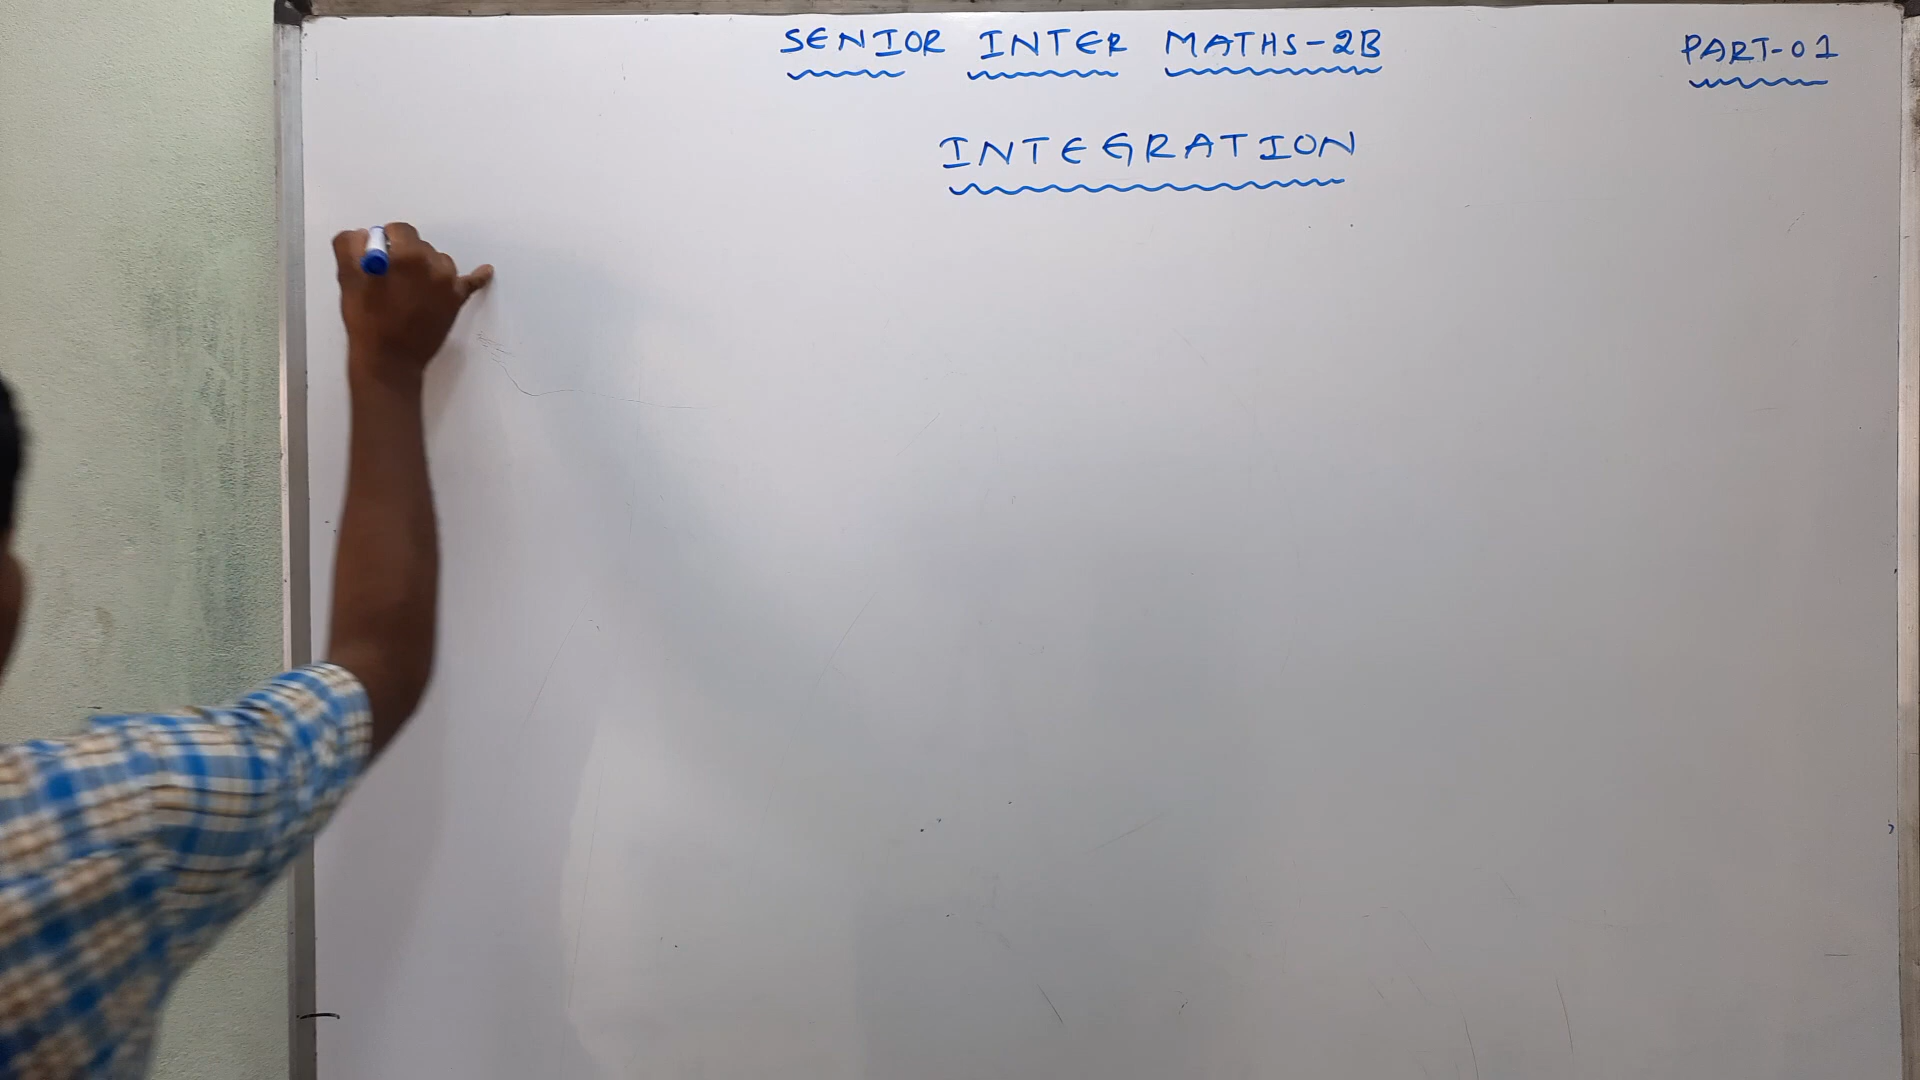 SENIOR INTER MATHS-2B
PART-01
INTEGRATION